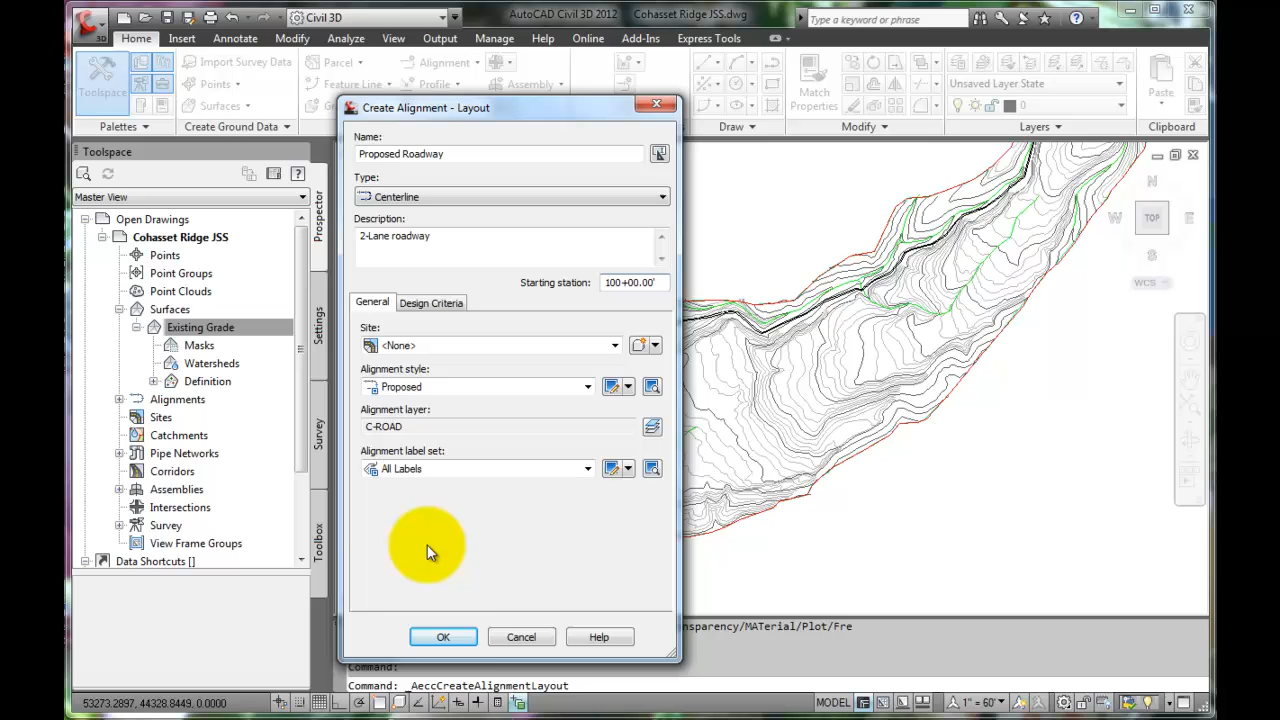 Civil 3D
AutoCAD Civil 3D 2012 Cohasset Ridge JSS.dwg
Type a keyword or phrase
3D
Home Insert Annotate Modify Analyze View Output Manage Help Online Add-Ins Express Tools
Toolspace
Import Survey Data
Points
Surfaces
Parcel
Feature Line
Alignment
Profile
Assembly
Match
Properties
Unsaved Layer State
0
Paste
Palettes
Create Ground Data
Draw
Modify
Layers
Clipboard
Toolspace
Master View
Open Drawings
Cohasset Ridge JSS
Points
Point Groups
Point Clouds
Surfaces
Existing Grade
Masks
Watersheds
Definition
Alignments
Sites
Catchments
Pipe Networks
Corridors
Assemblies
Intersections
Survey
View Frame Groups
Data Shortcuts []
Prospector
Settings
Survey
Toolbox
Create Alignment - Layout
Name:
Proposed Roadway
Type:
Centerline
Description:
2-Lane roadway
Starting station:
100+00.00'
General
Design Criteria
Site:
<None>
Alignment style:
Proposed
Alignment layer:
C-ROAD
Alignment label set:
All Labels
OK
Cancel
Help
N
W
TOP
E
S
WCS
nsparency/MATerial/Plot/Fre
Command:
Command: _AeccCreateAlignmentLayout
53273.2897, 44328.8449, 0.0000
MODEL
1" = 60'